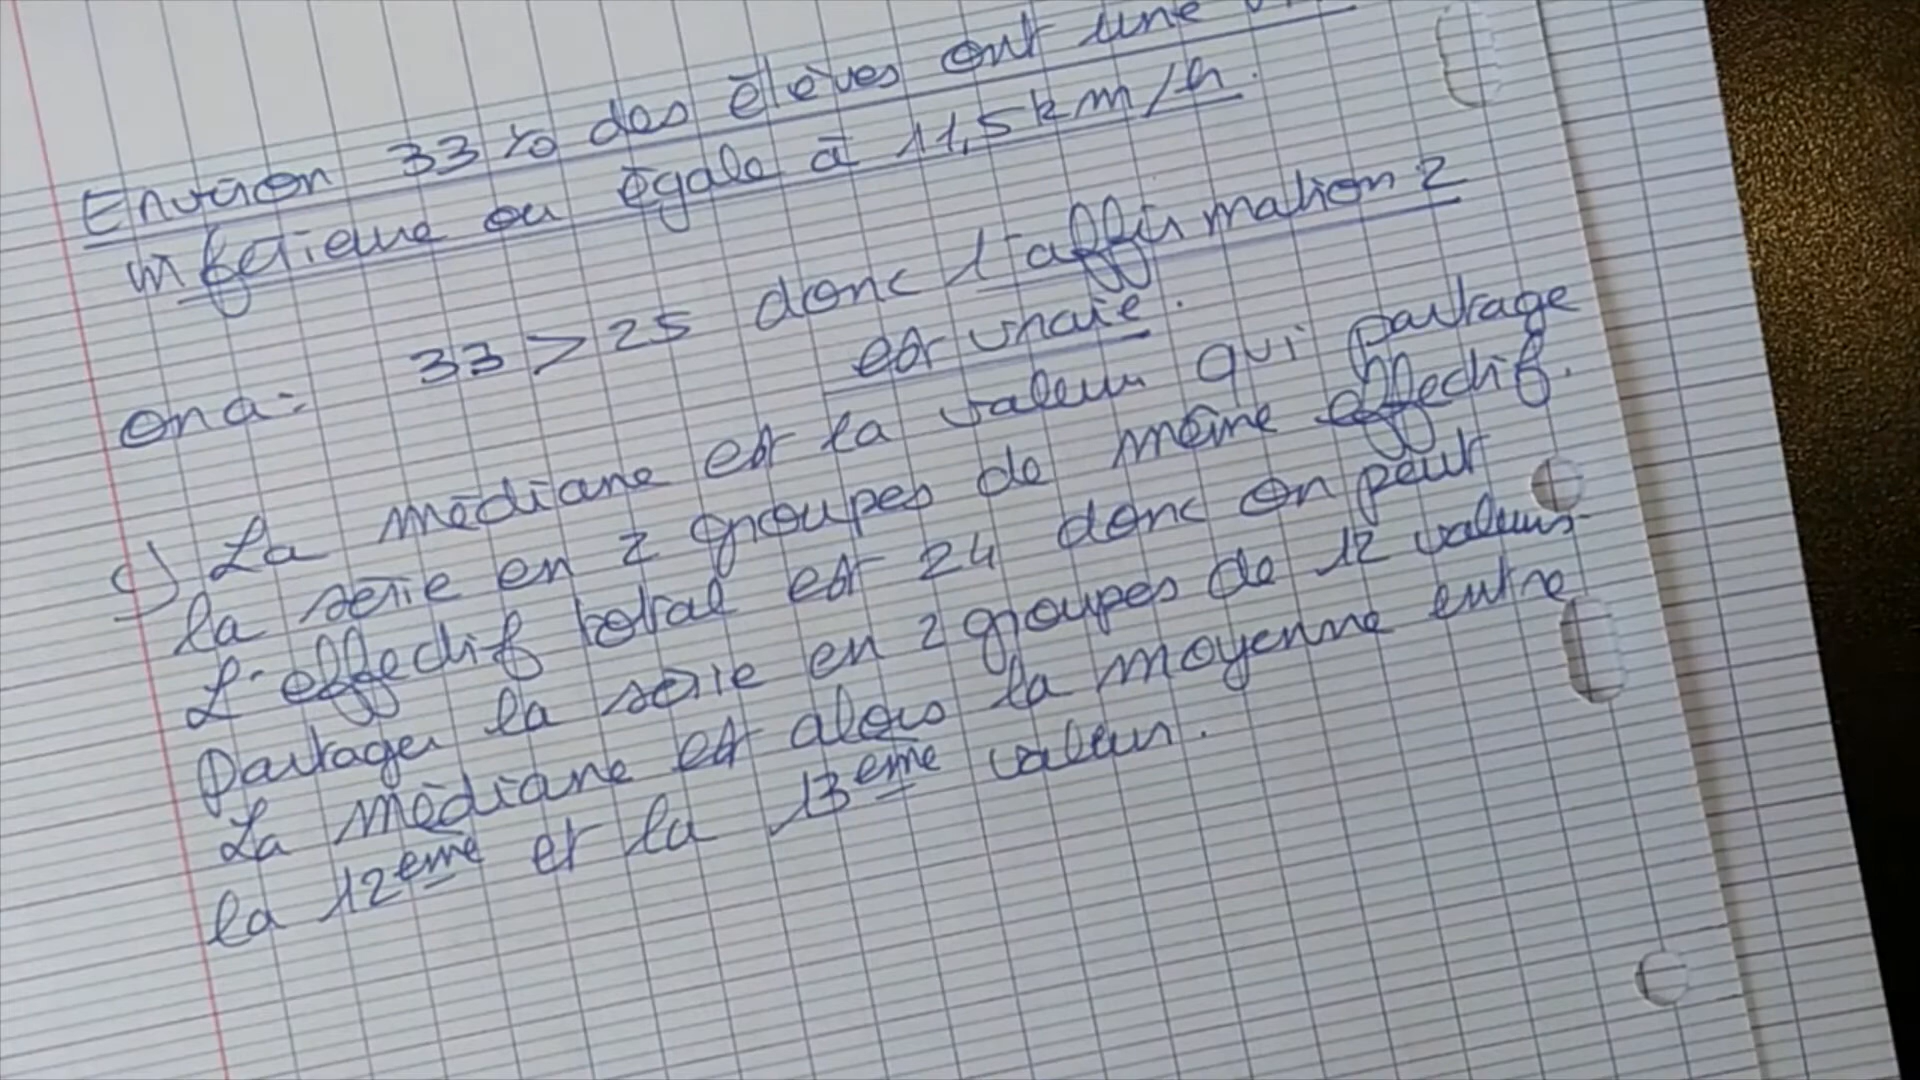 Environ 33% des élèves ont une
inférieure ou égale à 11,5 km/h.
on a: 33 > 25 donc l'affirmation 2
est vraie.
c) La médiane est la valeur qui partage
la série en 2 groupes de même effectif.
L'effectif total est 24 donc on peut
partager la série en 2 groupes de 12 valeurs.
La médiane est alors la moyenne entre
la 12ème et la 13ème valeur.